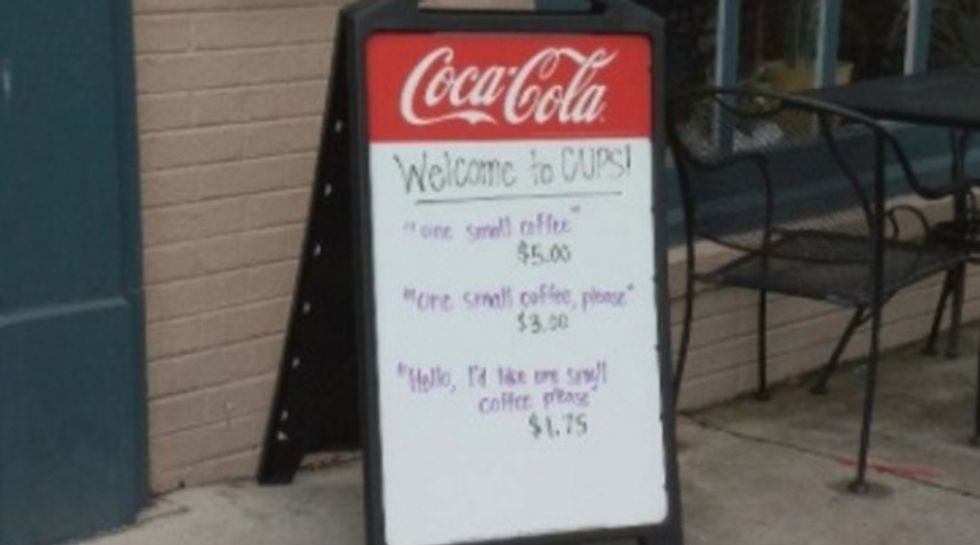 Coca-Cola
Welcome to CUPS!
"one small coffee"
$5.00
"one small coffee, please"
$3.00
"Hello, I'd like one small
coffee please"
$1.75